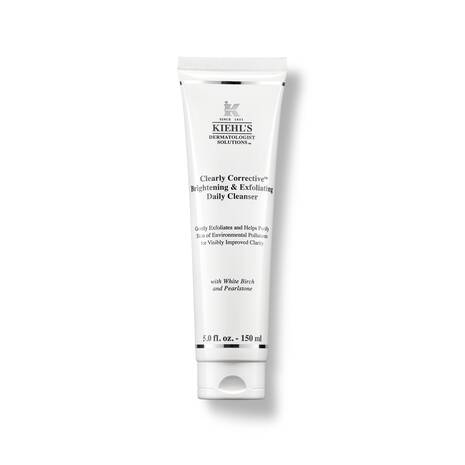 K
SINCE 1851
KIEHL'S
DERMATOLOGIST
SOLUTIONS™
Clearly Corrective™
Brightening & Exfoliating
Daily Cleanser
Gently Exfoliates and Helps Purify
Skin of Environmental Pollutants
for Visibly Improved Clarity
with White Birch
and Pearlstone
5.0 fl. oz. - 150 ml